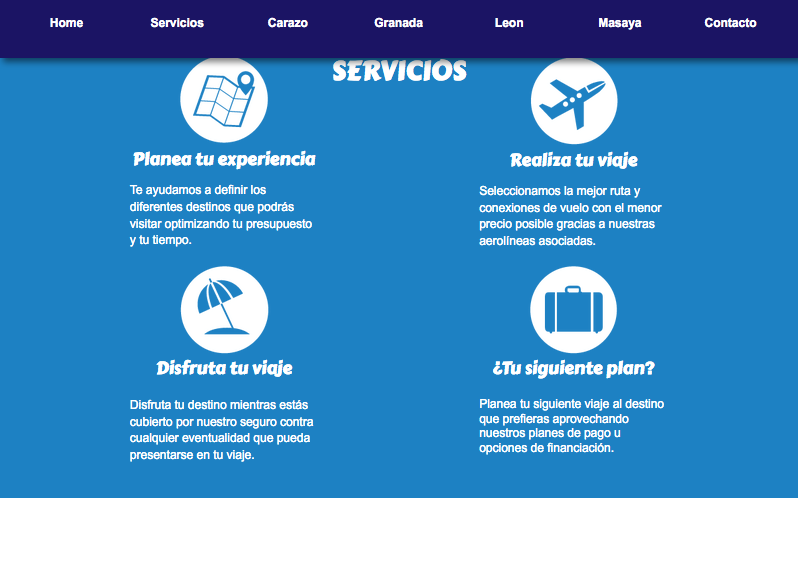 Home Servicios Carazo Granada Leon Masaya Contacto
SERVICIOS
Planea tu experiencia
Te ayudamos a definir los
diferentes destinos que podrás
visitar optimizando tu presupuesto
y tu tiempo.
Realiza tu viaje
Seleccionamos la mejor ruta y
conexiones de vuelo con el menor
precio posible gracias a nuestras
aerolíneas asociadas.
Disfruta tu viaje
Disfruta tu destino mientras estás
cubierto por nuestro seguro contra
cualquier eventualidad que pueda
presentarse en tu viaje.
¿Tu siguiente plan?
Planea tu siguiente viaje al destino
que prefieras aprovechando
nuestros planes de pago u
opciones de financiación.